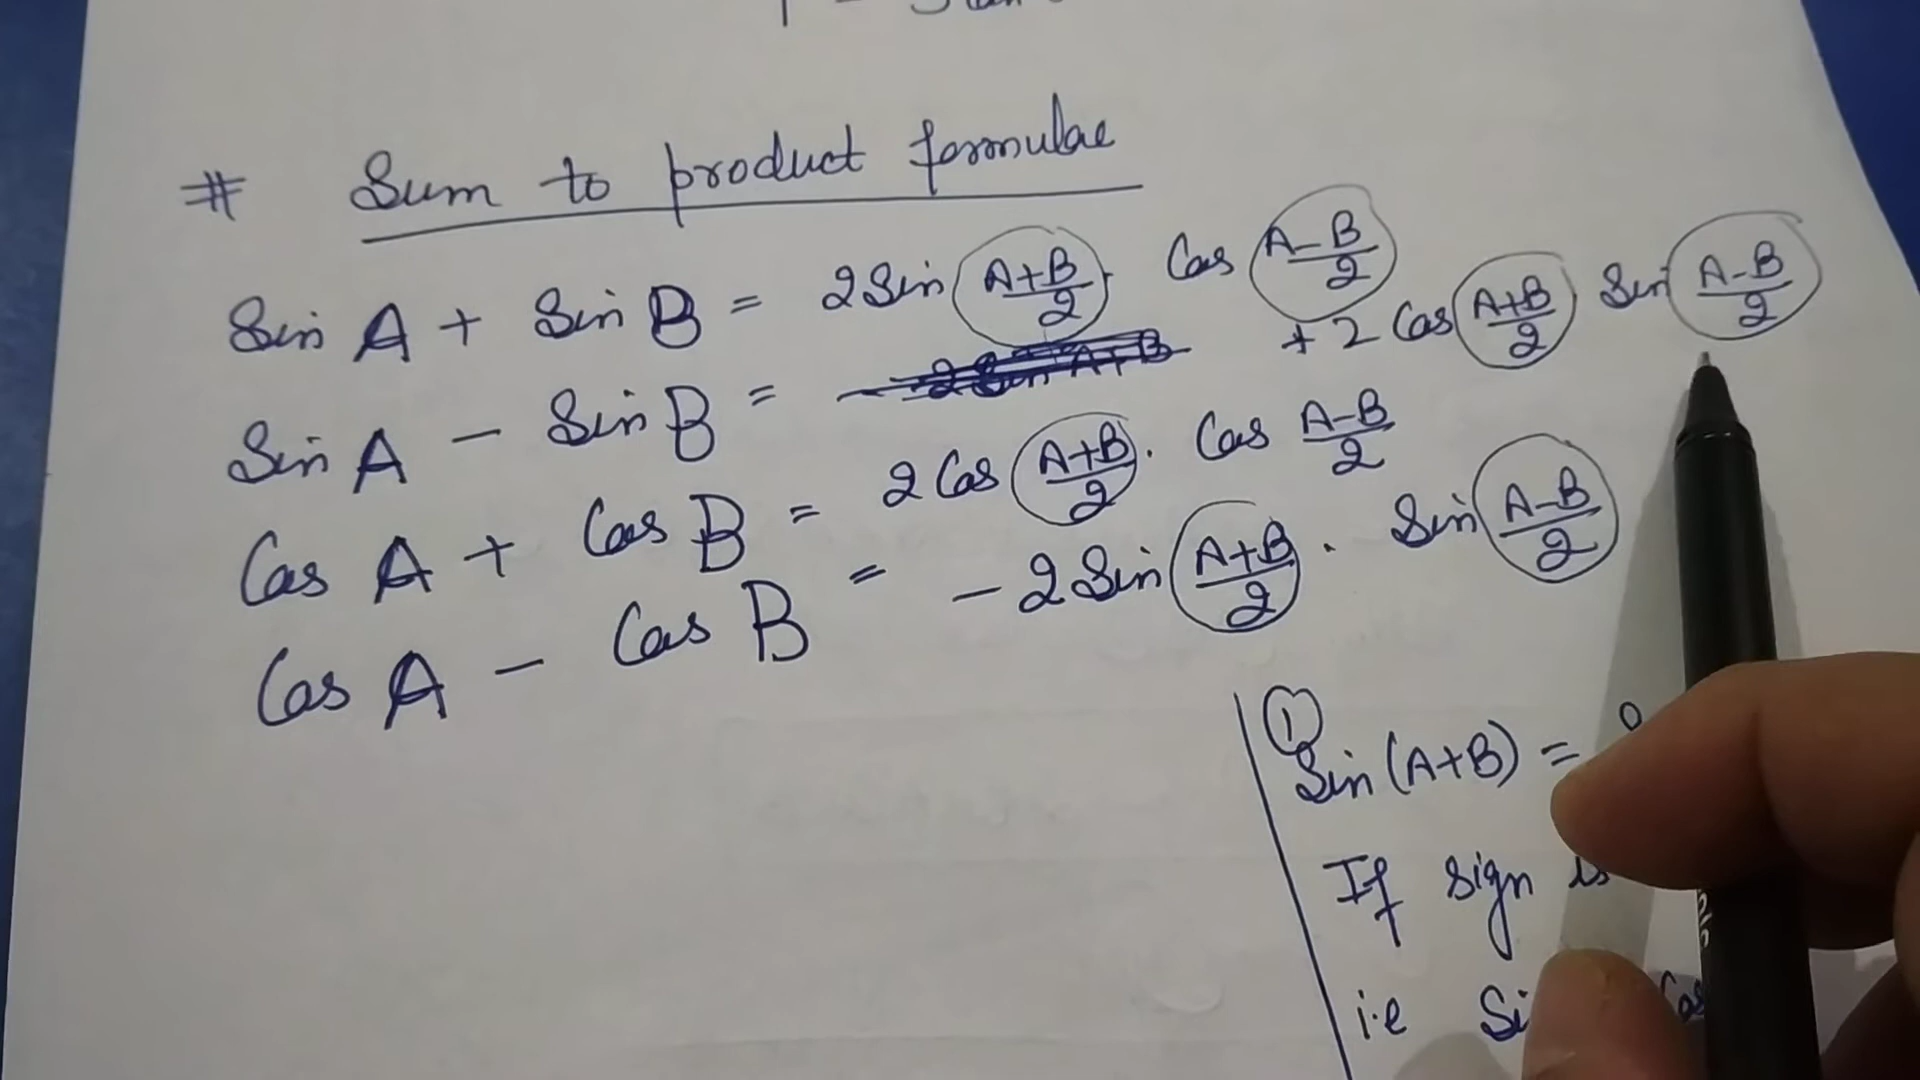 # Sum to product formulae
Sin A + Sin B = 2 Sin (A+B)/2 . Cos (A-B)/2
Sin A - Sin B = + 2 Cos (A+B)/2 Sin (A-B)/2
Cos A + Cos B = 2 Cos (A+B)/2 . Cos (A-B)/2
Cos A - Cos B = - 2 Sin (A+B)/2 . Sin (A-B)/2
①
Sin (A+B) =
If sign is
i.e